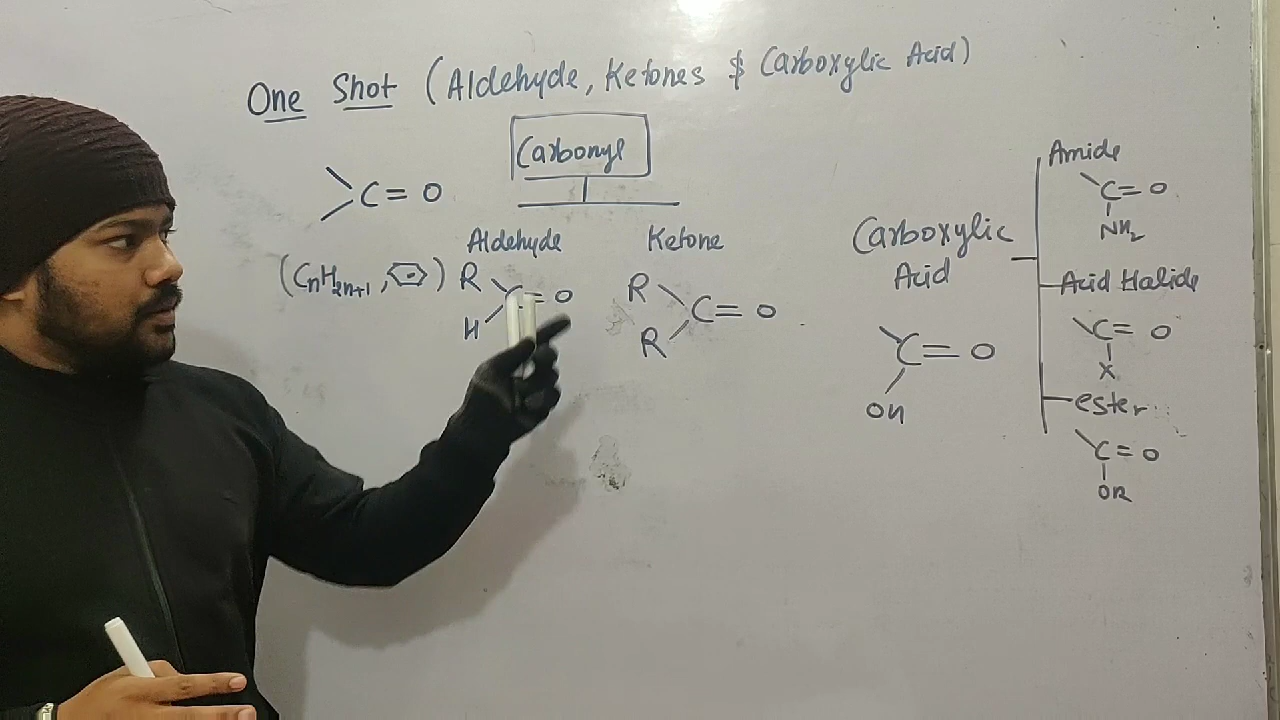 One Shot (Aldehyde, Ketones & Carboxylic Acid)
Carbonyl
C=O
Aldehyde
Ketone
(CnH2n+1, )
R
C=O
H
R
C=O
R
Carboxylic
Acid
C=O
OH
Amide
C=O
NH2
Acid Halide
C=O
X
ester
C=O
OR